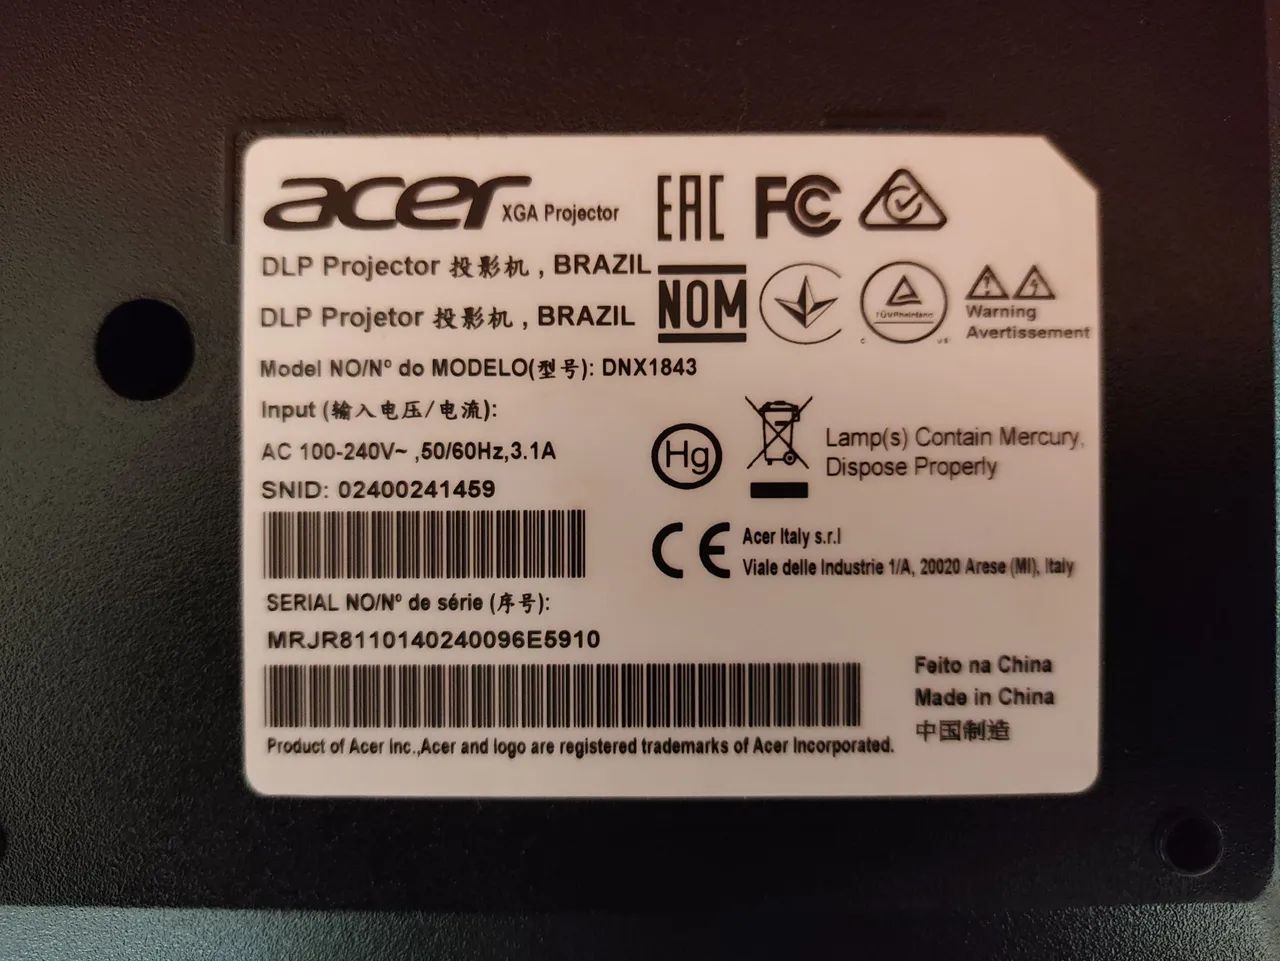 acer XGA Projector
EAC FC
DLP Projector 投影机 , BRAZIL
DLP Projetor 投影机 , BRAZIL
NOM
TÜVRheinland
C US
Warning
Avertissement
Model NO/Nº do MODELO(型号): DNX1843
Input (输入电压/电流):
AC 100-240V~ ,50/60Hz,3.1A
SNID: 02400241459
Hg
Lamp(s) Contain Mercury,
Dispose Properly
CE
Acer Italy s.r.l
Viale delle Industrie 1/A, 20020 Arese (MI), Italy
SERIAL NO/Nº de série (序号):
MRJR8110140240096E5910
Feito na China
Made in China
中国制造
Product of Acer Inc.,Acer and logo are registered trademarks of Acer Incorporated.